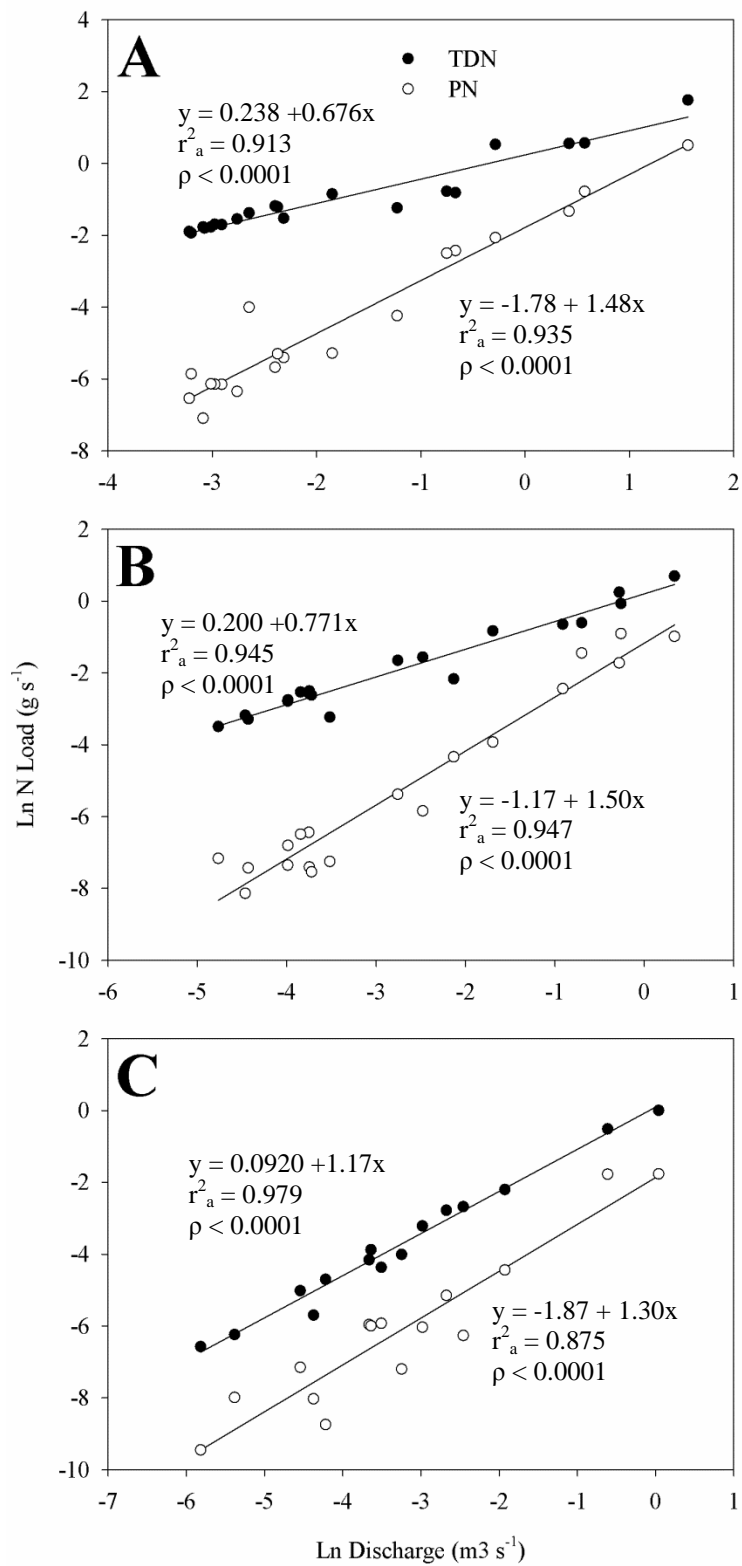 A
TDN
PN
y = 0.238 +0.676x
r²ₐ = 0.913
ρ < 0.0001
y = -1.78 + 1.48x
r²ₐ = 0.935
ρ < 0.0001
4
2
0
-2
-4
-6
-8
-4 -3 -2 -1 0 1 2
B
y = 0.200 +0.771x
r²ₐ = 0.945
ρ < 0.0001
y = -1.17 + 1.50x
r²ₐ = 0.947
ρ < 0.0001
2
0
-2
-4
-6
-8
-10
-6 -5 -4 -3 -2 -1 0 1
Ln N Load (g s⁻¹)
C
y = 0.0920 +1.17x
r²ₐ = 0.979
ρ < 0.0001
y = -1.87 + 1.30x
r²ₐ = 0.875
ρ < 0.0001
2
0
-2
-4
-6
-8
-10
-7 -6 -5 -4 -3 -2 -1 0 1
Ln Discharge (m3 s⁻¹)